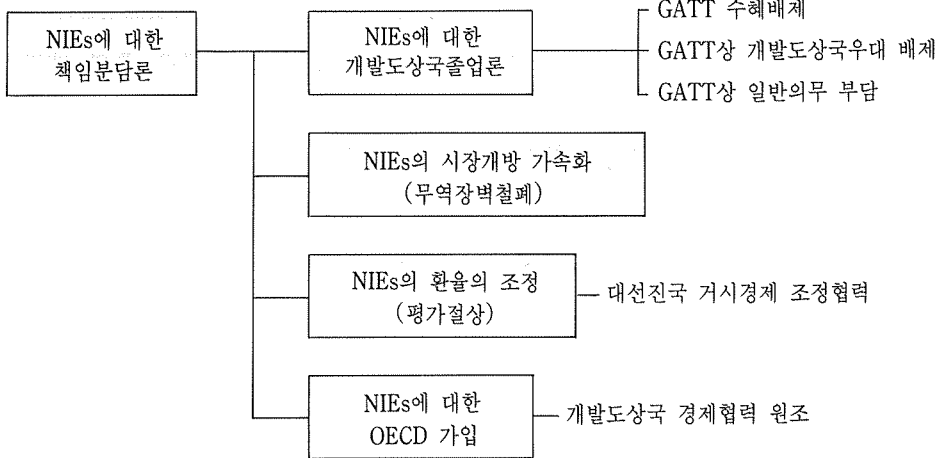 NIEs에 대한
책임분담론
NIEs에 대한
개발도상국졸업론
GATT 수혜배제
GATT상 개발도상국우대 배제
GATT상 일반의무 부담
NIEs의 시장개방 가속화
(무역장벽철폐)
NIEs의 환율의 조정
(평가절상)
대선진국 거시경제 조정협력
NIEs에 대한
OECD 가입
개발도상국 경제협력 원조